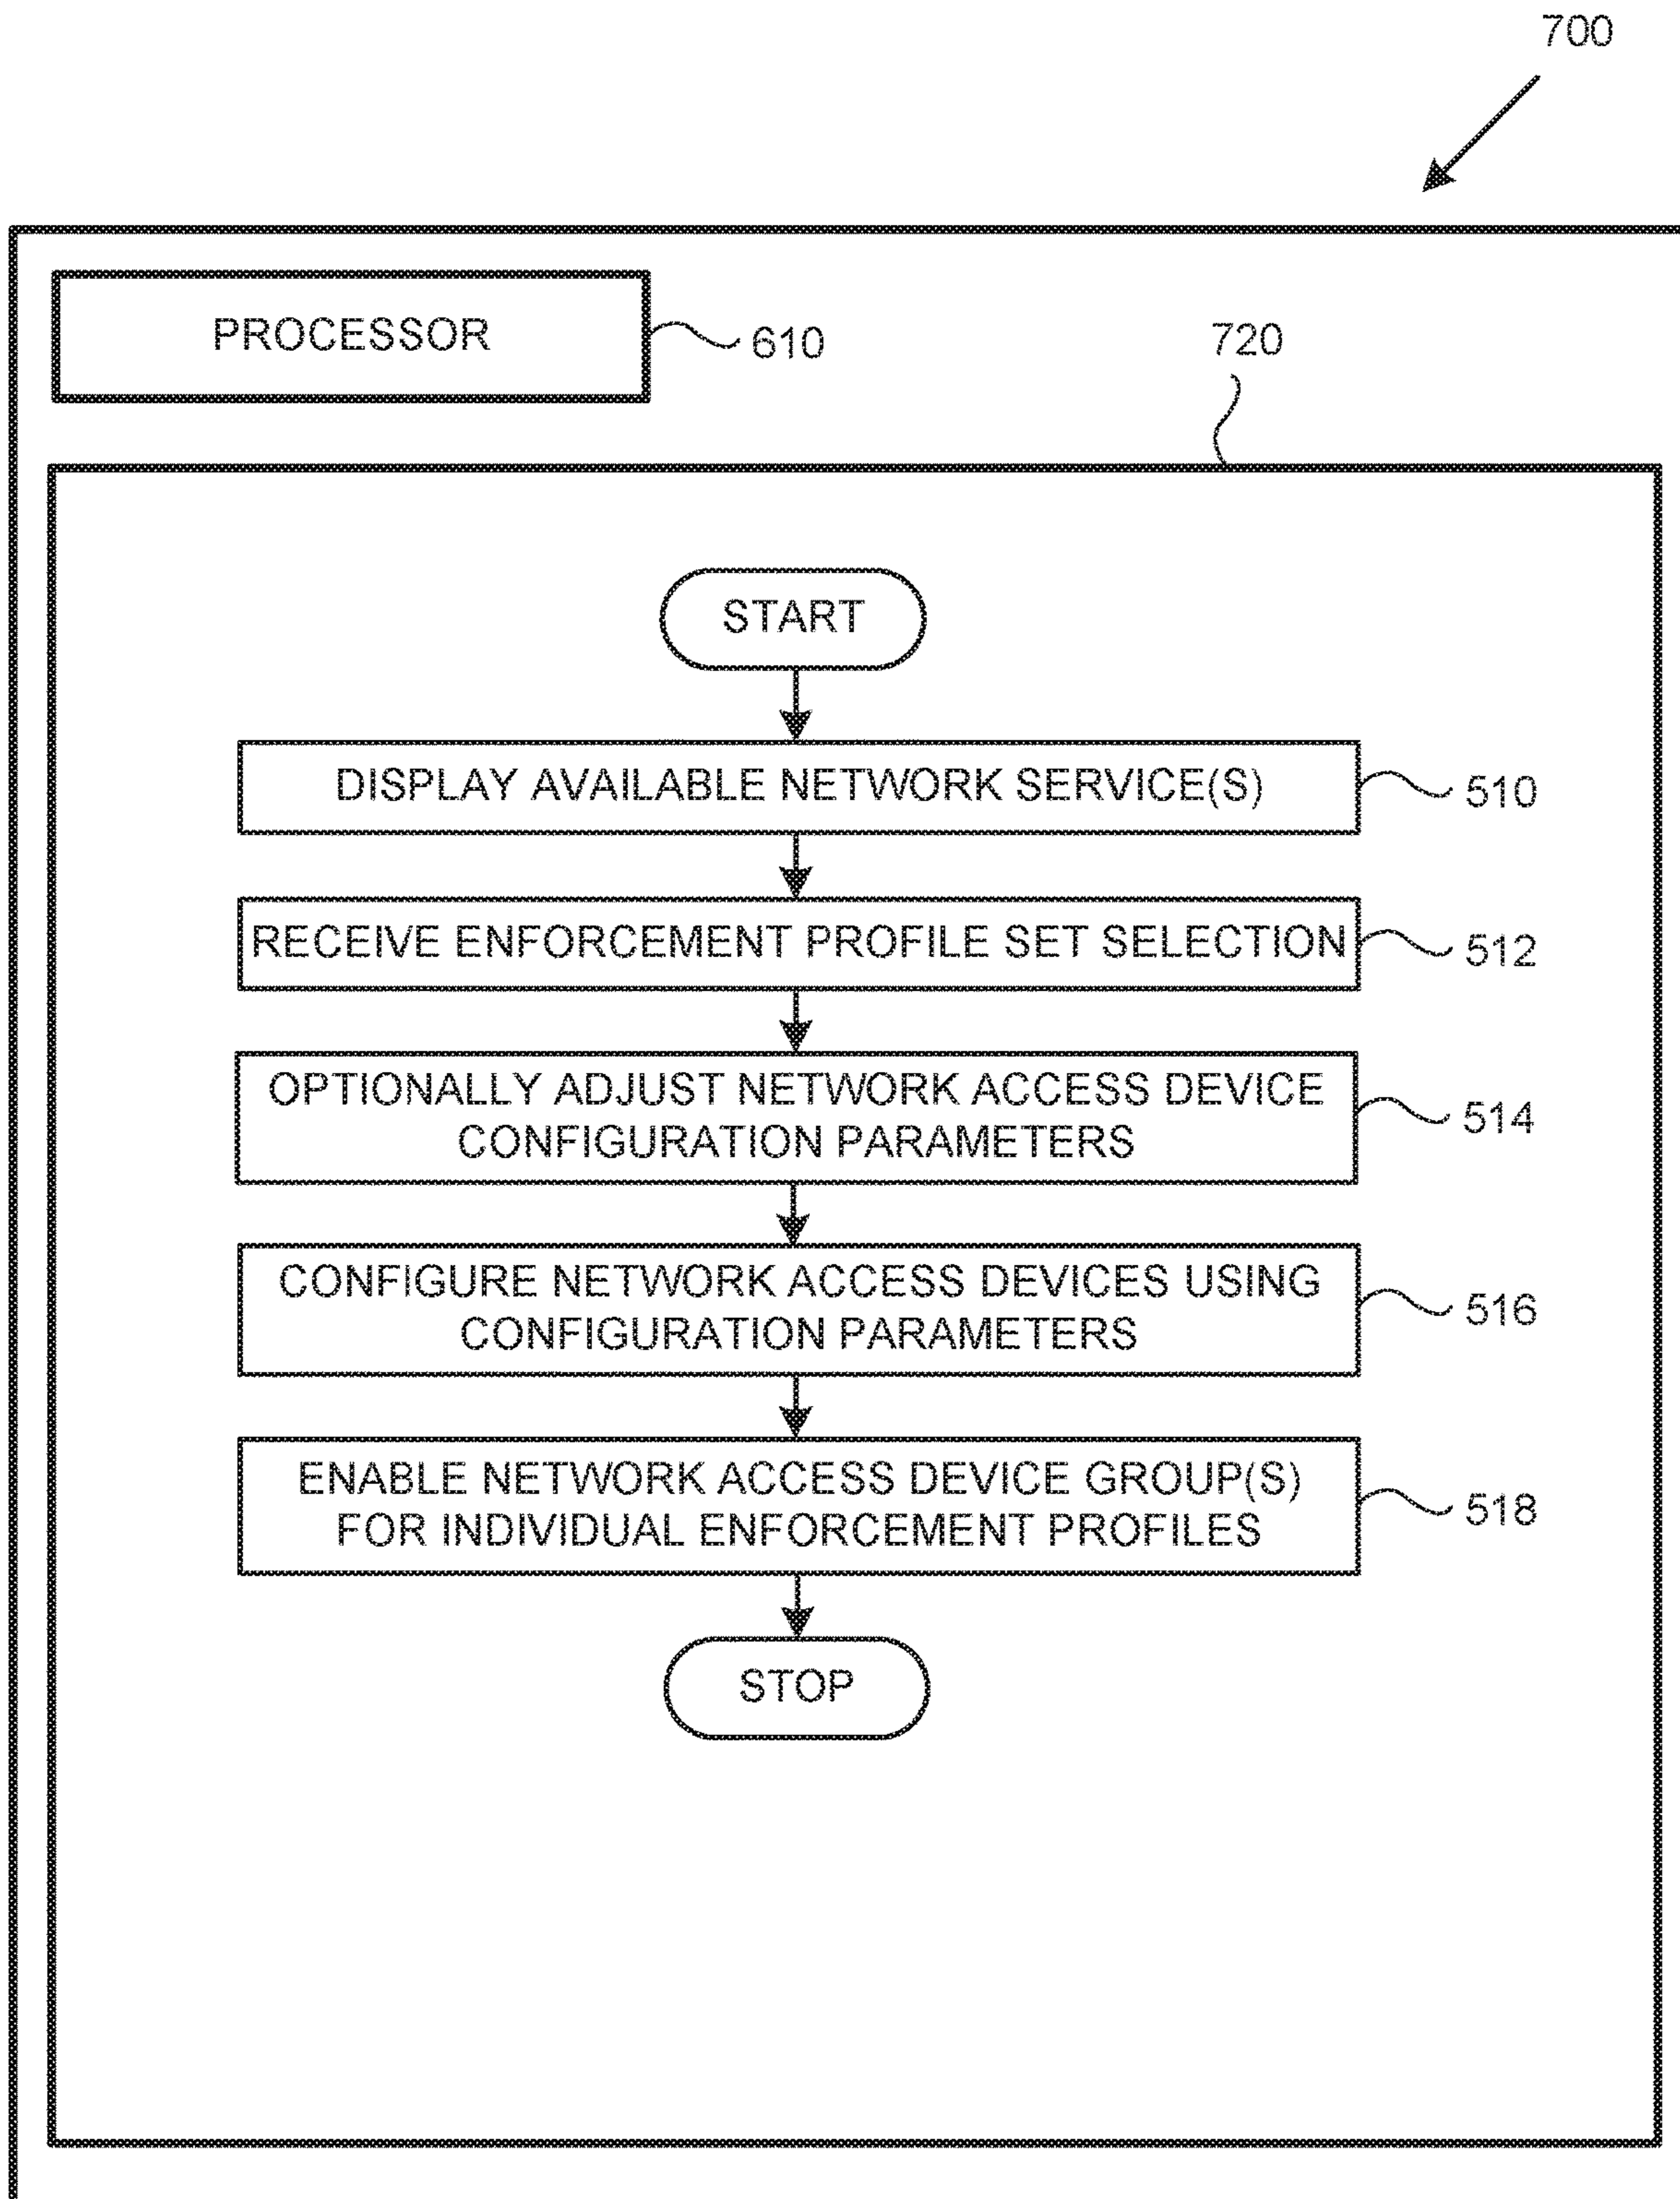 700
PROCESSOR
610
720
START
DISPLAY AVAILABLE NETWORK SERVICE(S)
510
RECEIVE ENFORCEMENT PROFILE SET SELECTION
512
OPTIONALLY ADJUST NETWORK ACCESS DEVICE
CONFIGURATION PARAMETERS
514
CONFIGURE NETWORK ACCESS DEVICES USING
CONFIGURATION PARAMETERS
516
ENABLE NETWORK ACCESS DEVICE GROUP(S)
FOR INDIVIDUAL ENFORCEMENT PROFILES
518
STOP